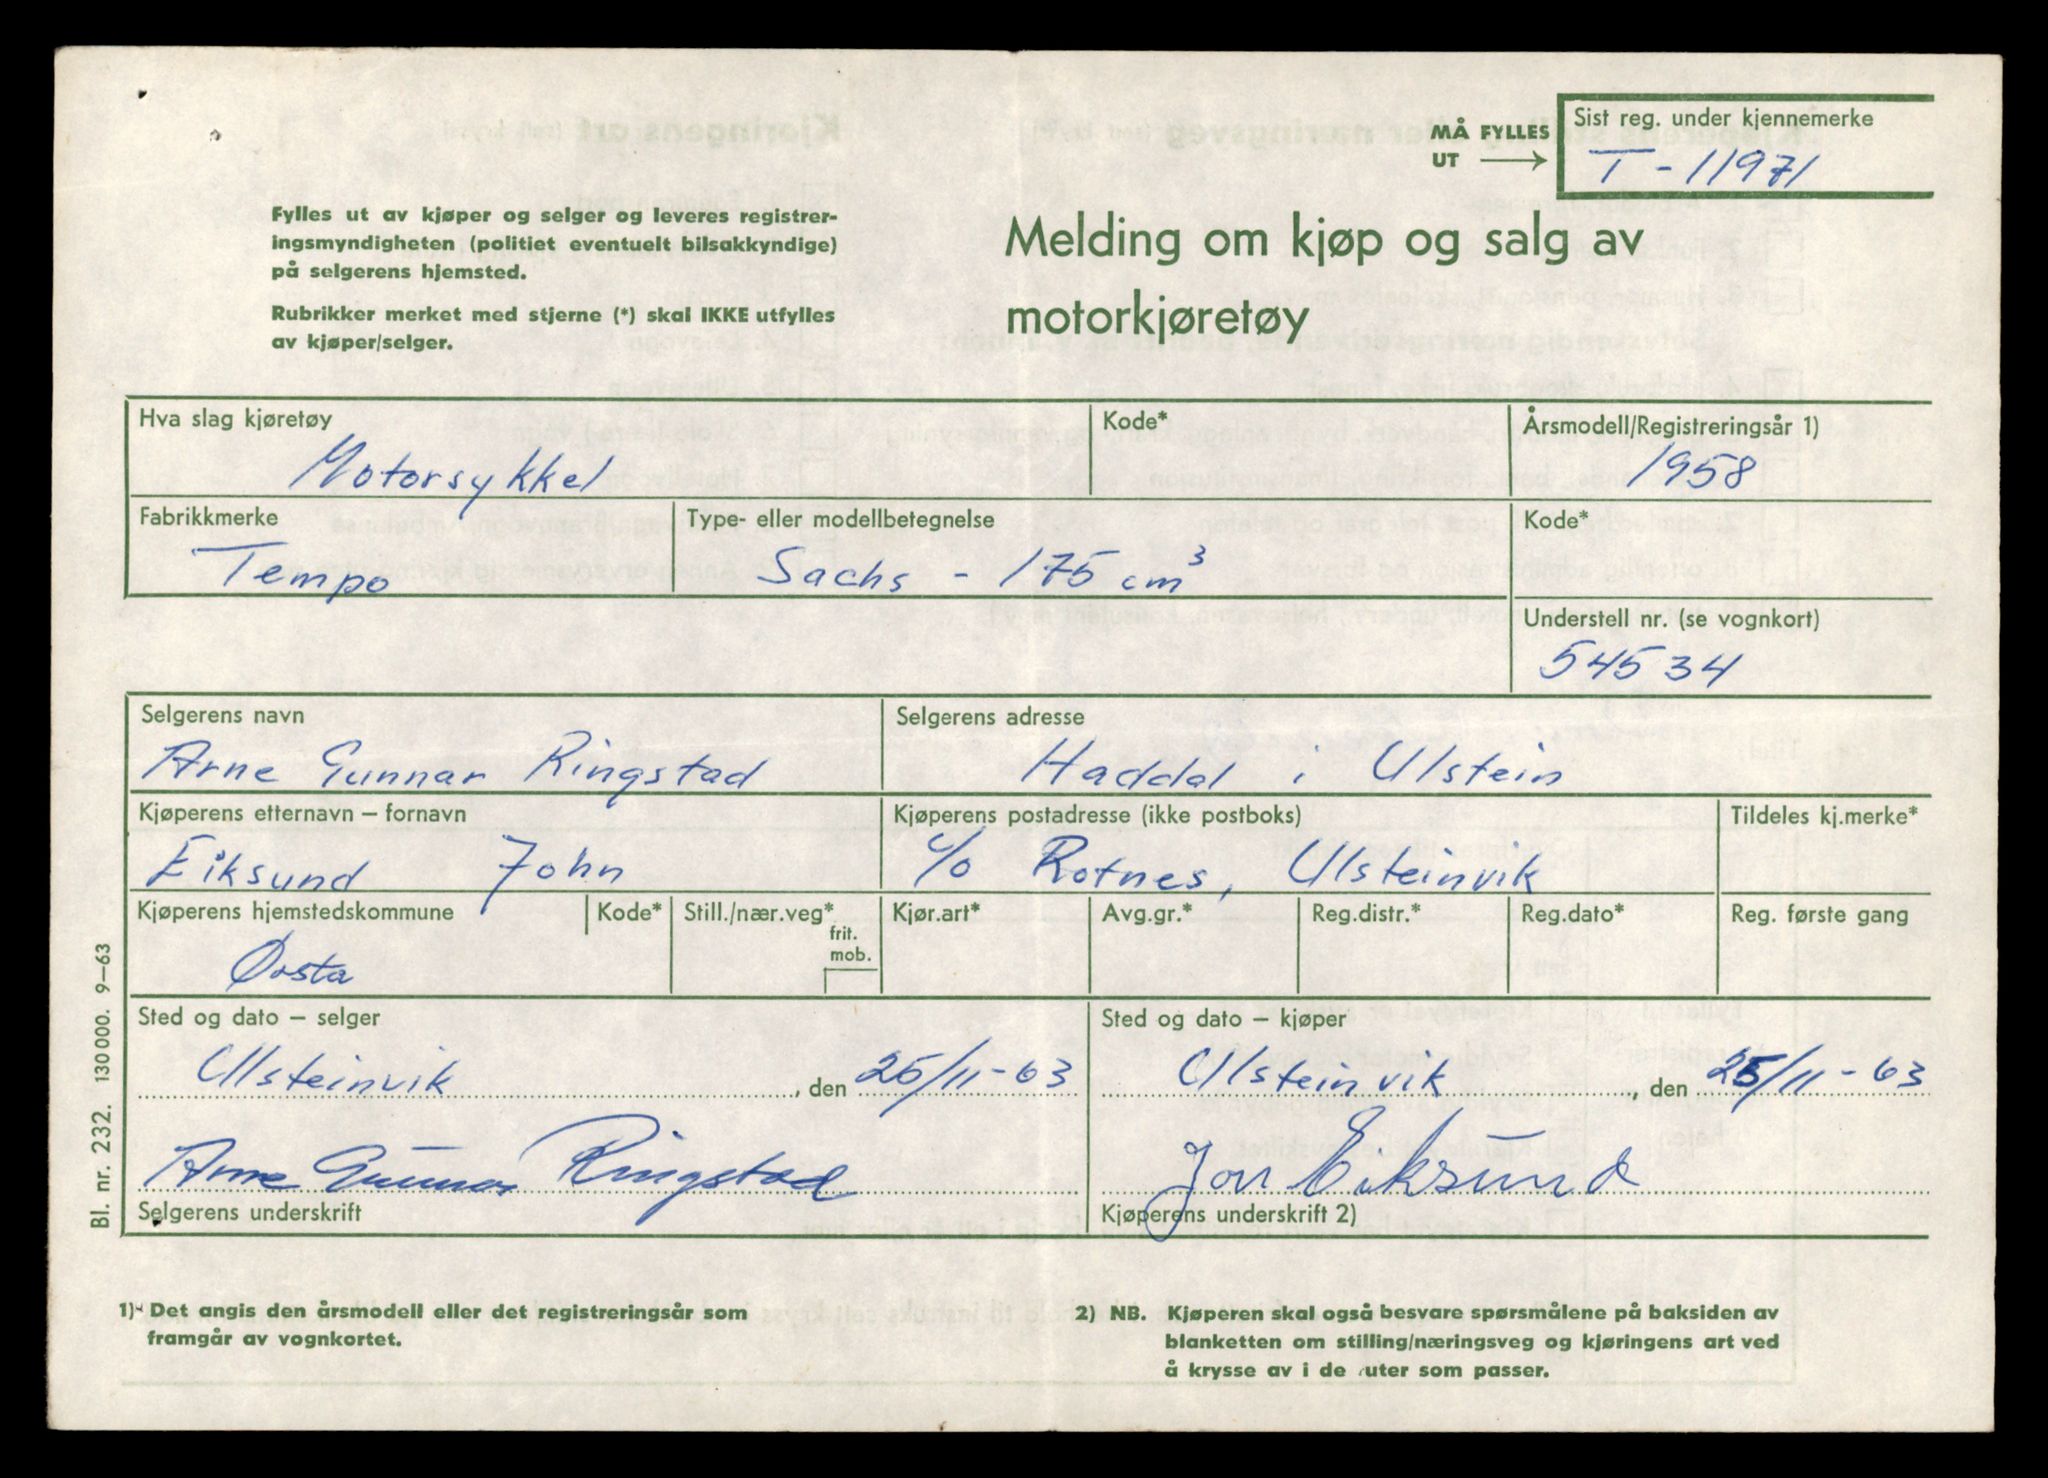 MÅ FYLLES
UT
Sist reg. under kjennemerke
T - 11971
Fylles ut av kjøper og selger og leveres registrer-
ingsmyndigheten (politiet eventuelt bilsakkyndige)
på selgerens hjemsted.
Rubrikker merket med stjerne (*) skal IKKE utfylles
av kjøper/selger.
Melding om kjøp og salg av
motorkjøretøy
Hva slag kjøretøy
Motorsykkel
Kode*
Årsmodell/Registreringsår 1)
1958
Fabrikkmerke
Tempo
Type- eller modellbetegnelse
Sachs - 175 cm³
Kode*
Understell nr. (se vognkort)
54534
Selgerens navn
Arne Gunnar Ringstad
Selgerens adresse
Haddal i Ulstein
Kjøperens etternavn – fornavn
Eiksund John
Kjøperens postadresse (ikke postboks)
c/o Rotnes, Ulsteinvik
Tildeles kj.merke*
Kjøperens hjemstedskommune
Ørsta
Kode*
Still./nær.veg*
frit.
mob.
Kjør.art*
Avg.gr.*
Reg.distr.*
Reg.dato*
Reg. første gang
Sted og dato – selger
Ulsteinvik, den 25/11-63
Arne Gunnar Ringstad
Selgerens underskrift
Sted og dato – kjøper
Ulsteinvik, den 25/11-63
Jon Eiksund
Kjøperens underskrift 2)
Bl. nr. 232. 130 000. 9–63
1) Det angis den årsmodell eller det registreringsår som
framgår av vognkortet.
2) NB. Kjøperen skal også besvare spørsmålene på baksiden av
blanketten om stilling/næringsveg og kjøringens art ved
å krysse av i de ruter som passer.